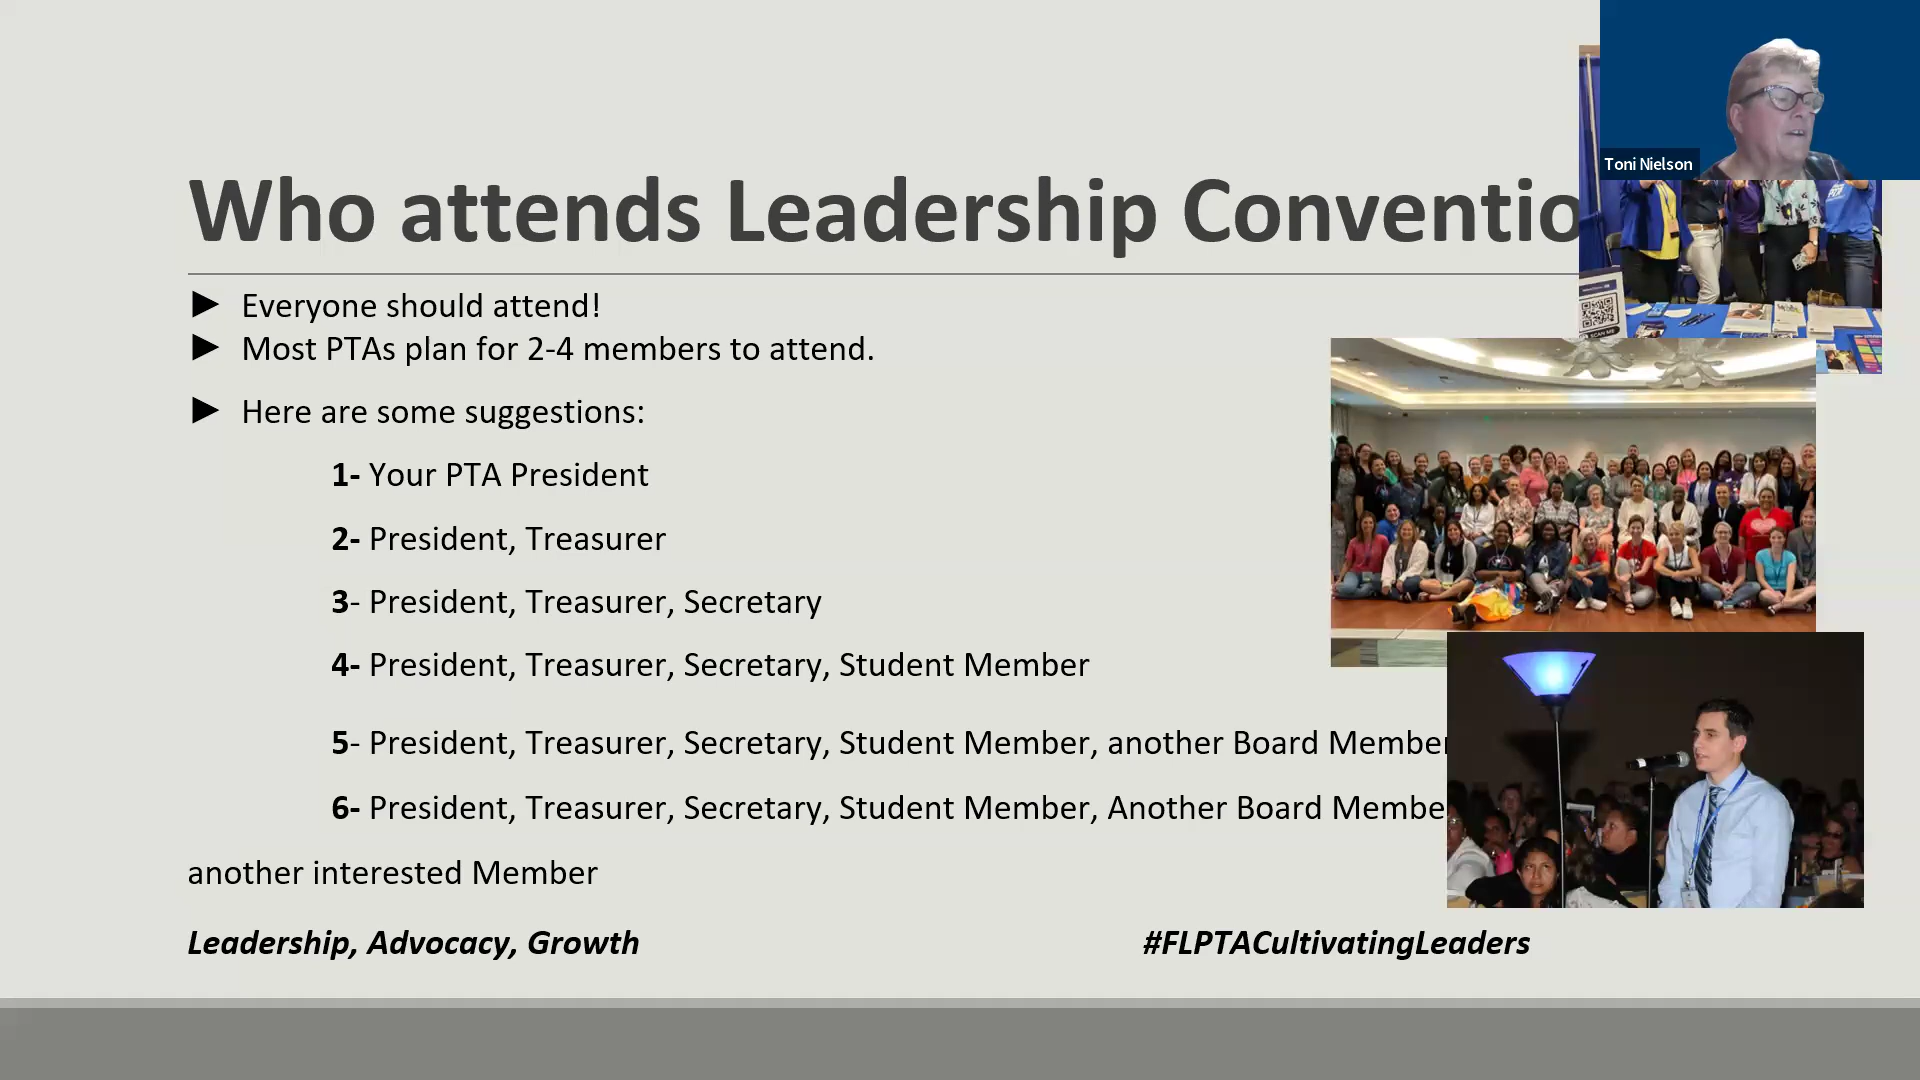 Toni Nielson
Who attends Leadership Conventio
► Everyone should attend!
► Most PTAs plan for 2-4 members to attend.
► Here are some suggestions:
1- Your PTA President
2- President, Treasurer
3- President, Treasurer, Secretary
4- President, Treasurer, Secretary, Student Member
5- President, Treasurer, Secretary, Student Member, another Board Member
6- President, Treasurer, Secretary, Student Member, Another Board Membe
another interested Member
Leadership, Advocacy, Growth
#FLPTACultivatingLeaders
SCAN ME